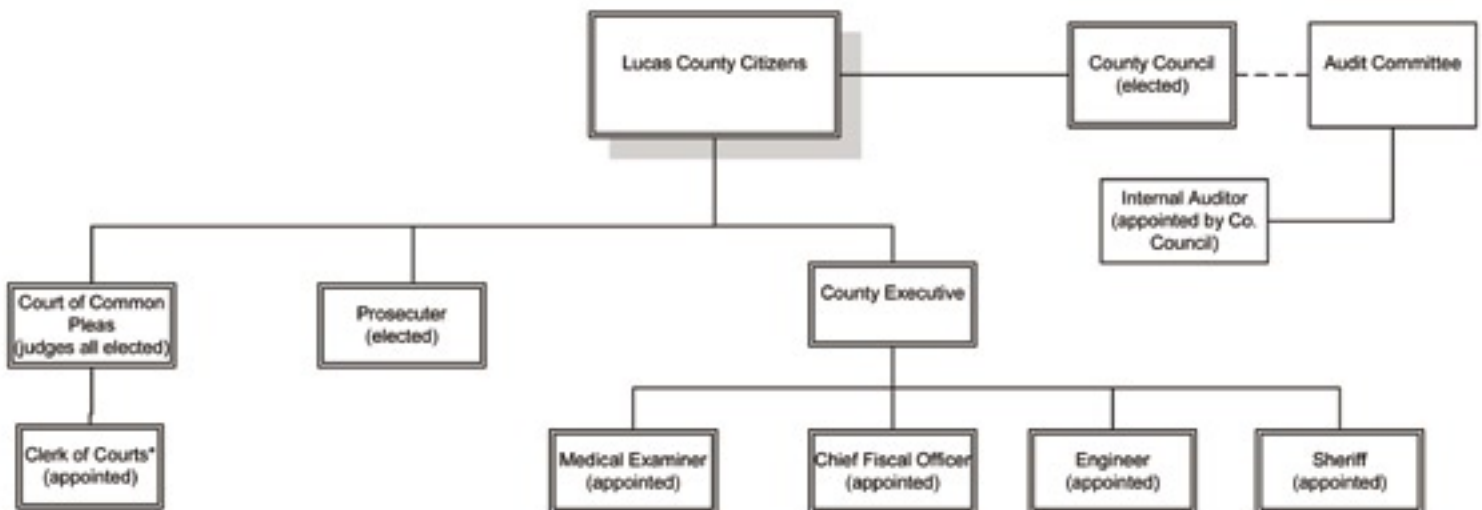 Lucas County Citizens
County Council
(elected)
Audit Committee
Internal Auditor
(appointed by Co.
Council)
Court of Common
Pleas
(judges all elected)
Prosecuter
(elected)
County Executive
Clerk of Courts*
(appointed)
Medical Examiner
(appointed)
Chief Fiscal Officer
(appointed)
Engineer
(appointed)
Sheriff
(appointed)